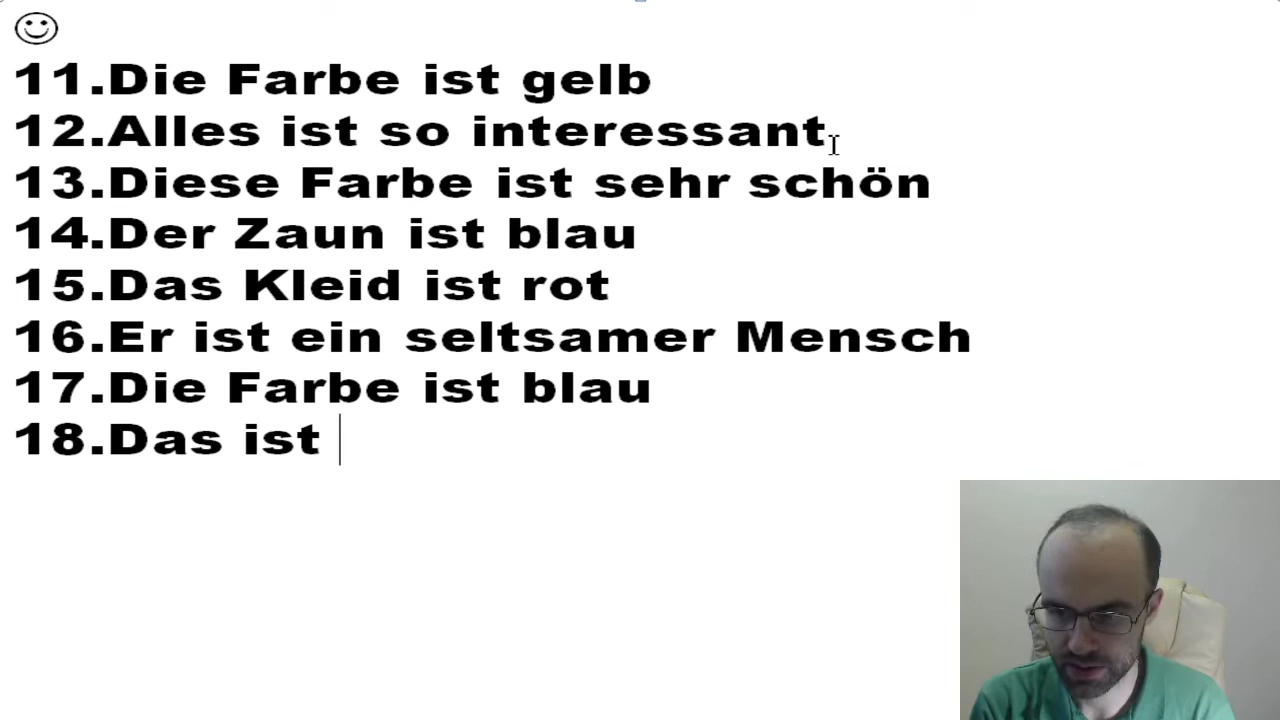 11.Die Farbe ist gelb
12.Alles ist so interessant
13.Diese Farbe ist sehr schön
14.Der Zaun ist blau
15.Das Kleid ist rot
16.Er ist ein seltsamer Mensch
17.Die Farbe ist blau
18.Das ist